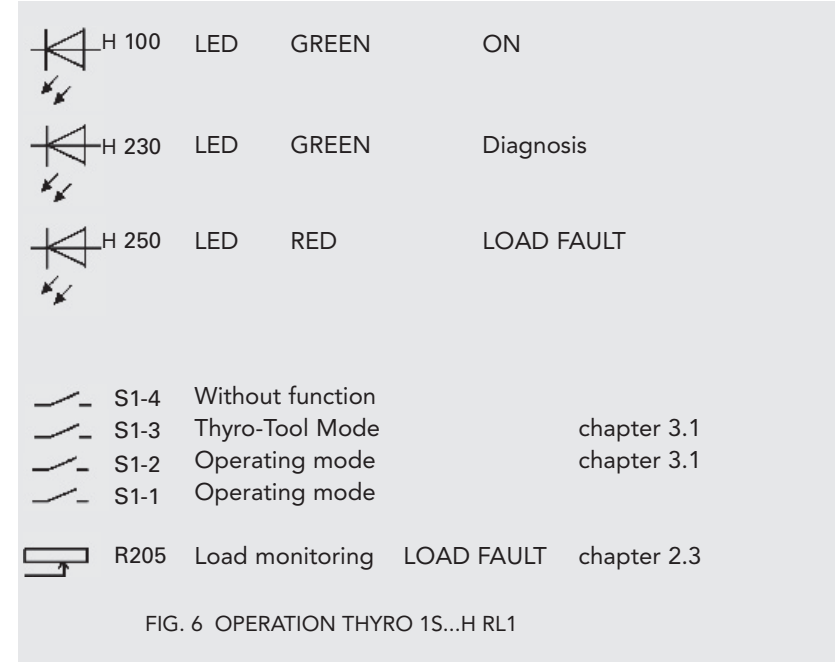 H 100 LED GREEN ON
H 230 LED GREEN Diagnosis
H 250 LED RED LOAD FAULT
S1-4 Without function
S1-3 Thyro-Tool Mode chapter 3.1
S1-2 Operating mode chapter 3.1
S1-1 Operating mode
R205 Load monitoring LOAD FAULT chapter 2.3
FIG. 6 OPERATION THYRO 1S...H RL1